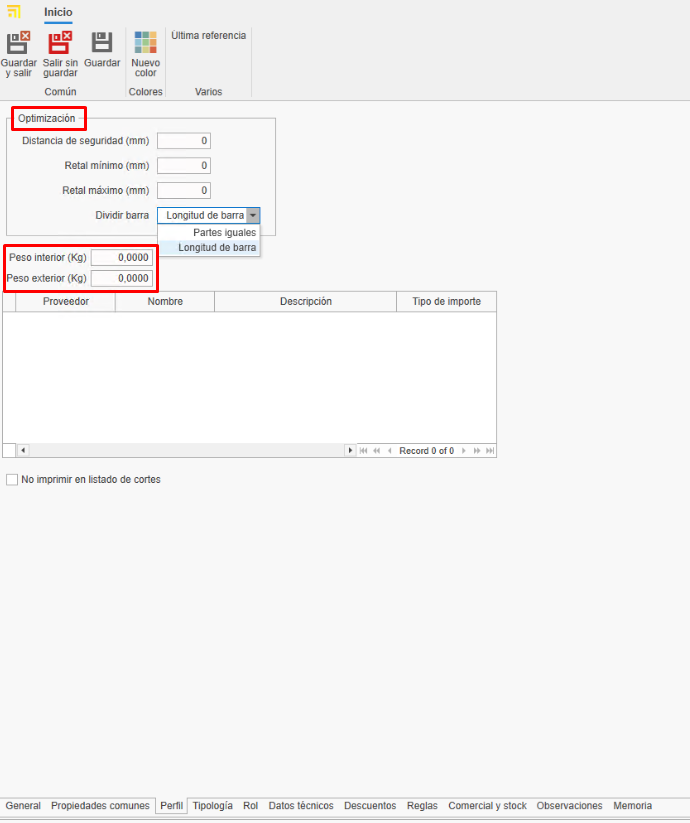 Inicio
Guardar y salir
Salir sin guardar
Guardar
Nuevo color
Última referencia
Común
Colores
Varios
Optimización
Distancia de seguridad (mm) 0
Retal mínimo (mm) 0
Retal máximo (mm) 0
Dividir barra Longitud de barra
Partes iguales
Longitud de barra
Peso interior (Kg) 0,0000
Peso exterior (Kg) 0,0000
Proveedor Nombre Descripción Tipo de importe
Record 0 of 0
No imprimir en listado de cortes
General Propiedades comunes Perfil Tipología Rol Datos técnicos Descuentos Reglas Comercial y stock Observaciones Memoria